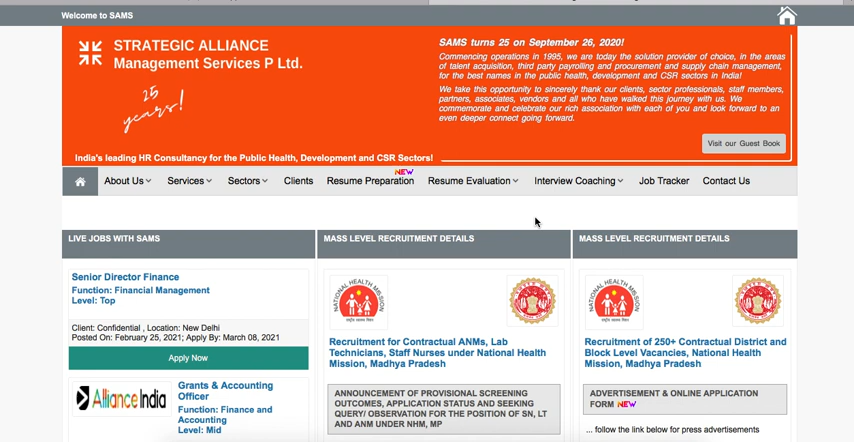 Welcome to SAMS
STRATEGIC ALLIANCE
Management Services P Ltd.
25
years!
SAMS turns 25 on September 26, 2020!
Commencing operations in 1995, we are today the solution provider of choice, in the areas
of talent acquisition, third party payrolling and procurement and supply chain management,
for the best names in the public health, development and CSR sectors in India!
We take this opportunity to sincerely thank our clients, sector professionals, staff members,
partners, associates, vendors and all who have walked this journey with us. We
commemorate and celebrate our rich association with each of you and look forward to an
even deeper connect going forward.
Visit our Guest Book
India's leading HR Consultancy for the Public Health, Development and CSR Sectors!
NEW
About Us Services Sectors Clients Resume Preparation Resume Evaluation Interview Coaching Job Tracker Contact Us
LIVE JOBS WITH SAMS
Senior Director Finance
Function: Financial Management
Level: Top
Client: Confidential , Location: New Delhi
Posted On: February 25, 2021; Apply By: March 08, 2021
Apply Now
Alliance India
Grants & Accounting
Officer
Function: Finance and
Accounting
Level: Mid
MASS LEVEL RECRUITMENT DETAILS
NATIONAL HEALTH MISSION
Recruitment for Contractual ANMs, Lab
Technicians, Staff Nurses under National Health
Mission, Madhya Pradesh
ANNOUNCEMENT OF PROVISIONAL SCREENING
OUTCOMES, APPLICATION STATUS AND SEEKING
QUERY/ OBSERVATION FOR THE POSITION OF SN, LT
AND ANM UNDER NHM, MP
MASS LEVEL RECRUITMENT DETAILS
NATIONAL HEALTH MISSION
Recruitment of 250+ Contractual District and
Block Level Vacancies, National Health
Mission, Madhya Pradesh
ADVERTISEMENT & ONLINE APPLICATION
FORM NEW
... follow the link below for press advertisements